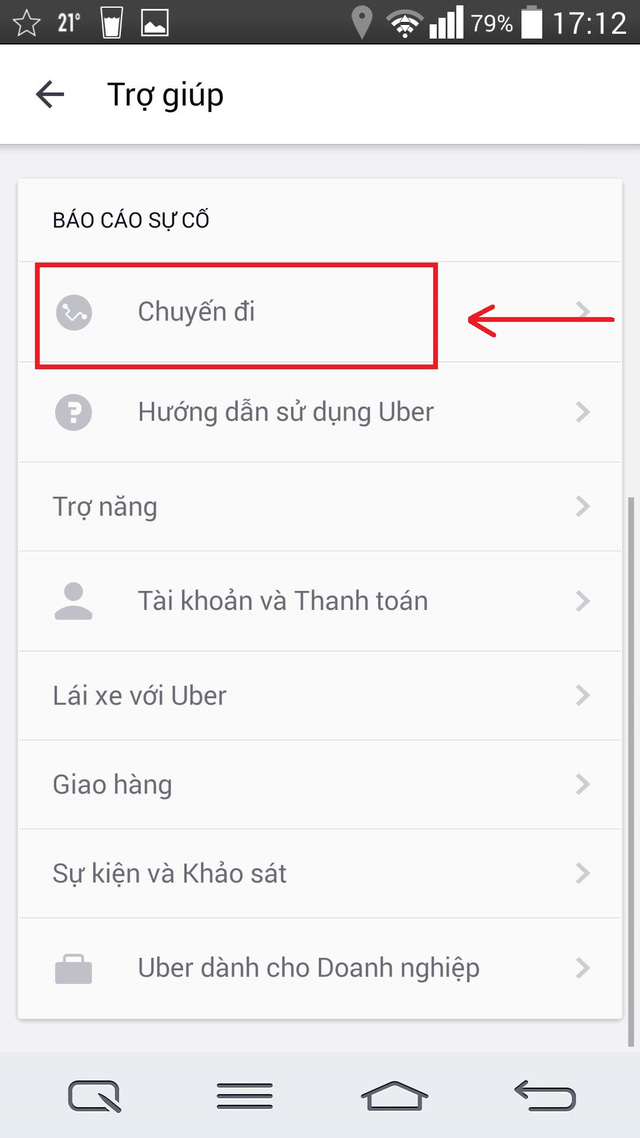 21°
79%
17:12
Trợ giúp
BÁO CÁO SỰ CỐ
Chuyến đi
Hướng dẫn sử dụng Uber
Trợ năng
Tài khoản và Thanh toán
Lái xe với Uber
Giao hàng
Sự kiện và Khảo sát
Uber dành cho Doanh nghiệp